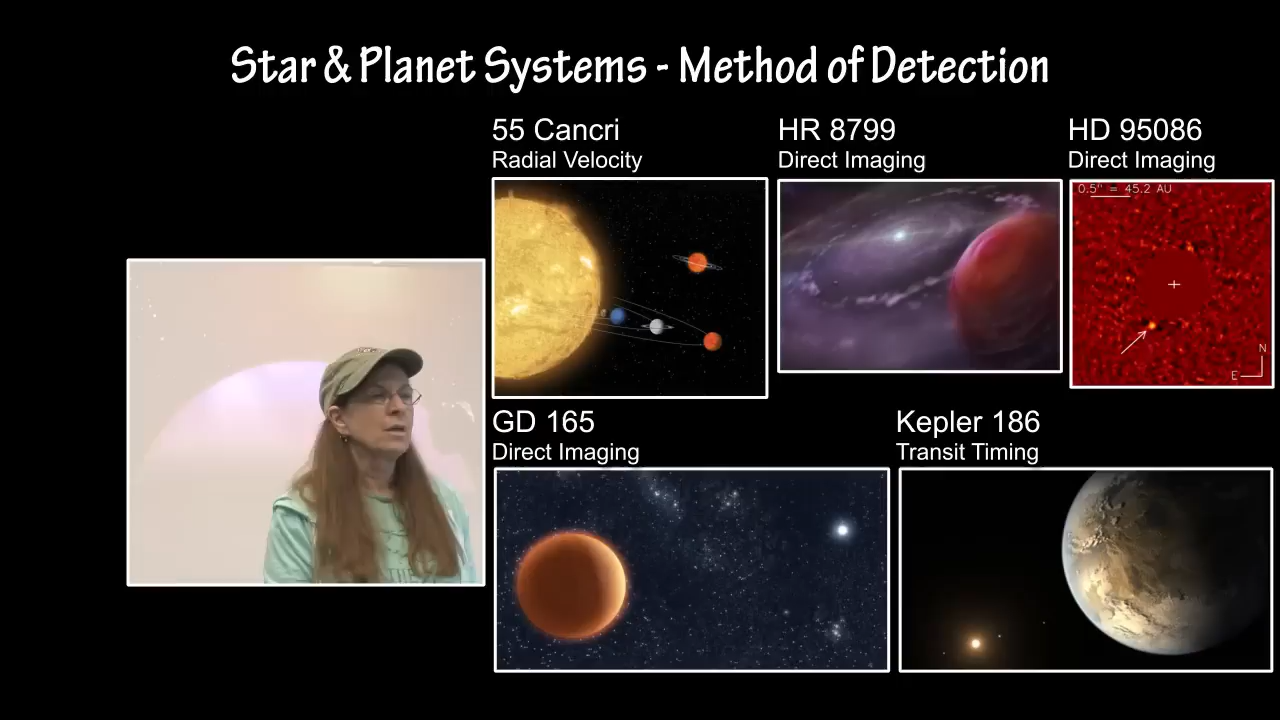 Star & Planet Systems - Method of Detection
55 Cancri
Radial Velocity
HR 8799
Direct Imaging
HD 95086
Direct Imaging
0.5" = 45.2 AU
N
E
GD 165
Direct Imaging
Kepler 186
Transit Timing
THE